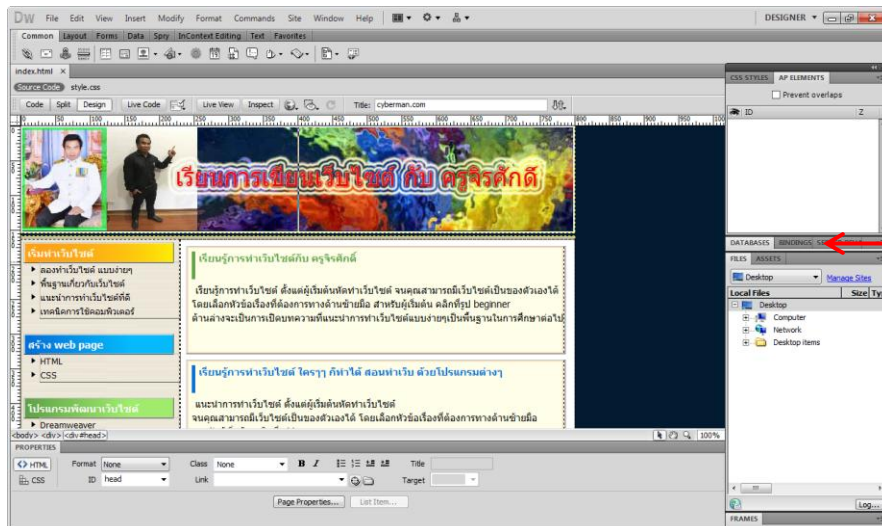 DW File Edit View Insert Modify Format Commands Site Window Help DESIGNER
Common Layout Forms Data Spry InContext Editing Text Favorites
index.html ×
Source Code style.css
Code Split Design Live Code Live View Inspect Title: cyberman.com
0 50 100 150 200 250 300 350 400 450 500 550 600 650 700 750 800 850 900 950 100
เรียนการเขียนเว็บไซต์ กับ ครูจิรศักดิ์
เริ่มทำเว็บไซต์
ลองทำเว็บไซต์ แบบง่ายๆ
พื้นฐานเกี่ยวกับเว็บไซต์
แนะนำการทำเว็บไซต์ที่ดี
เทคนิคการใช้คอมพิวเตอร์
สร้าง web page
HTML
CSS
โปรแกรมพัฒนาเว็บไซต์
Dreamweaver
เรียนรู้การทำเว็บไซต์กับ ครูจิรศักดิ์
เรียนรู้การทำเว็บไซต์ ตั้งแต่ผู้เริ่มต้นหัดทำเว็บไซต์ จนคุณสามารถมีเว็บไซต์เป็นของตัวเองได้
โดยเลือกหัวข้อเรื่องที่ต้องการทางด้านซ้ายมือ สำหรับผู้เริ่มต้น คลิกที่รูป beginner
ด้านล่างจะเป็นการเปิดบทความที่แนะนำการทำเว็บไซต์แบบง่ายๆเป็นพื้นฐานในการศึกษาต่อไป
เรียนรู้การทำเว็บไซต์ ใครๆๆ ก็ทำได้ สอนทำเว็บ ด้วยโปรแกรมต่างๆ
แนะนำการทำเว็บไซต์ ตั้งแต่ผู้เริ่มต้นหัดทำเว็บไซต์
จนคุณสามารถมีเว็บไซต์เป็นของตัวเองได้ โดยเลือกหัวข้อเรื่องที่ต้องการทางด้านซ้ายมือ
<body> <div> <div#head> 100%
PROPERTIES
<> HTML Format None Class None B I Title
CSS ID head Link Target
Page Properties... List Item...
CSS STYLES AP ELEMENTS
Prevent overlaps
ID Z
DATABASES BINDINGS
FILES ASSETS
Desktop Manage Sites
Local Files Size Ty
Desktop
Computer
Network
Desktop items
Log...
FRAMES